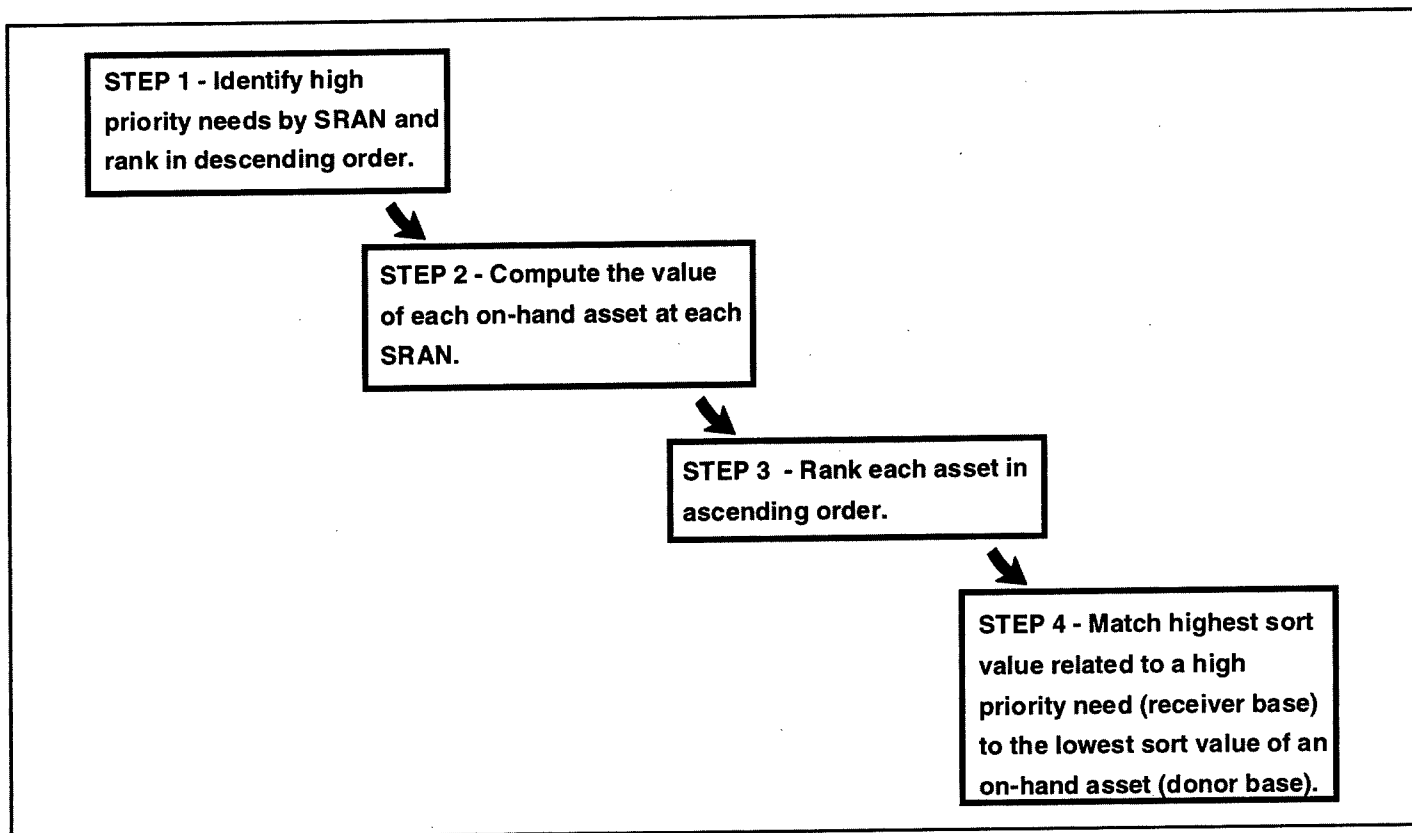 STEP 1 - Identify high
priority needs by SRAN and
rank in descending order.
STEP 2 - Compute the value
of each on-hand asset at each
SRAN.
STEP 3 - Rank each asset in
ascending order.
STEP 4 - Match highest sort
value related to a high
priority need (receiver base)
to the lowest sort value of an
on-hand asset (donor base).